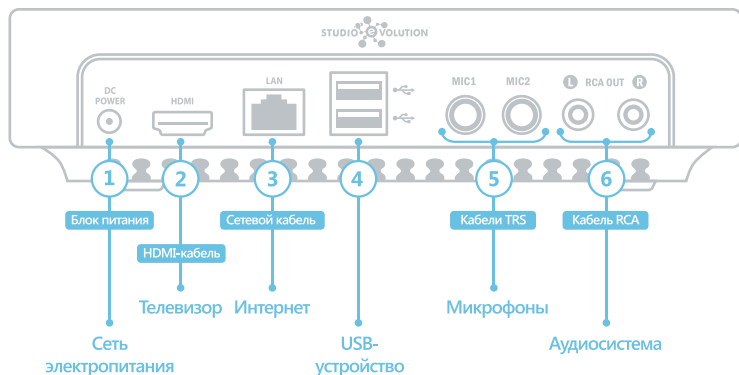 STUDIO EVOLUTION
DC
POWER
HDMI
LAN
MIC1
MIC2
L RCA OUT R
1
2
3
4
5
6
Блок питания
HDMI-кабель
Сетевой кабель
Кабели TRS
Кабель RCA
Телевизор
Интернет
Микрофоны
Сеть
электропитания
USB-
устройство
Аудиосистема